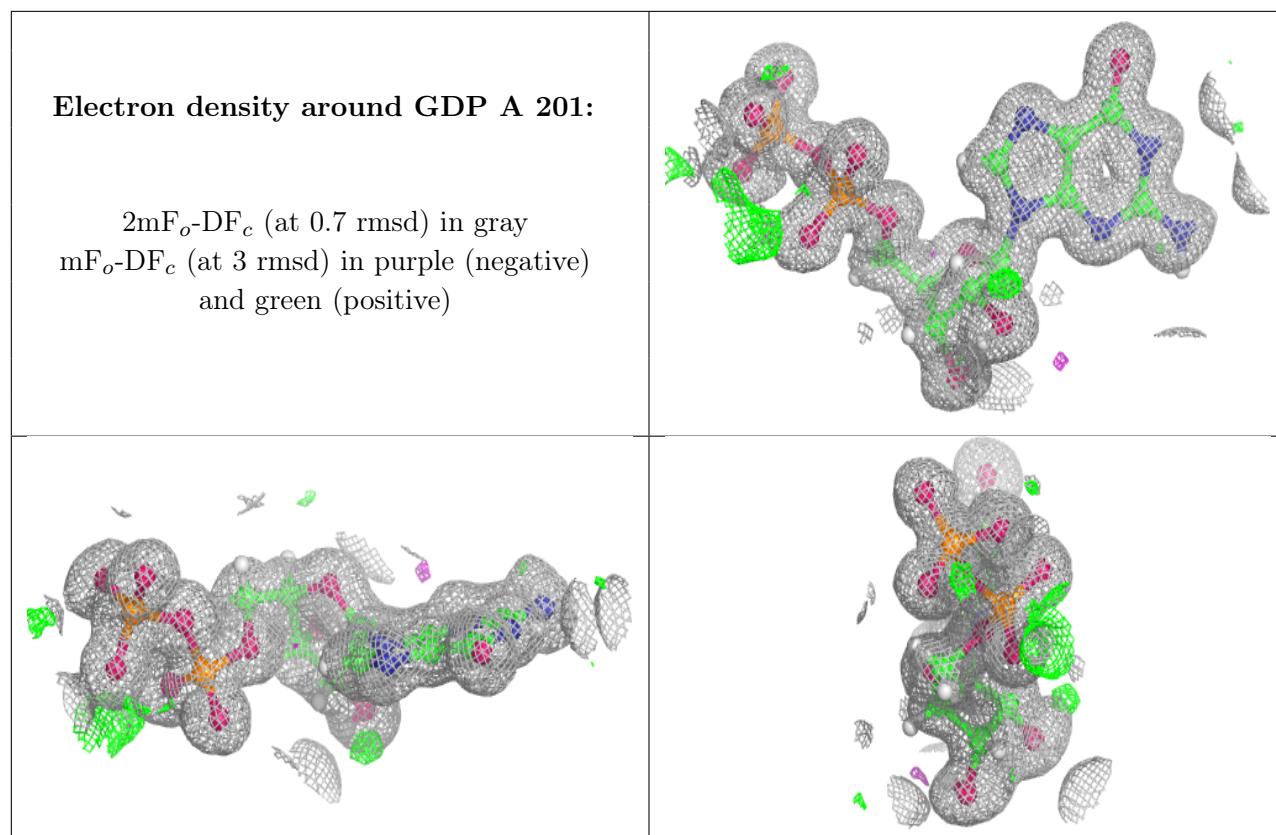 Electron density around GDP A 201:
2mFₒ-DF𝒸 (at 0.7 rmsd) in gray
mFₒ-DF𝒸 (at 3 rmsd) in purple (negative)
and green (positive)